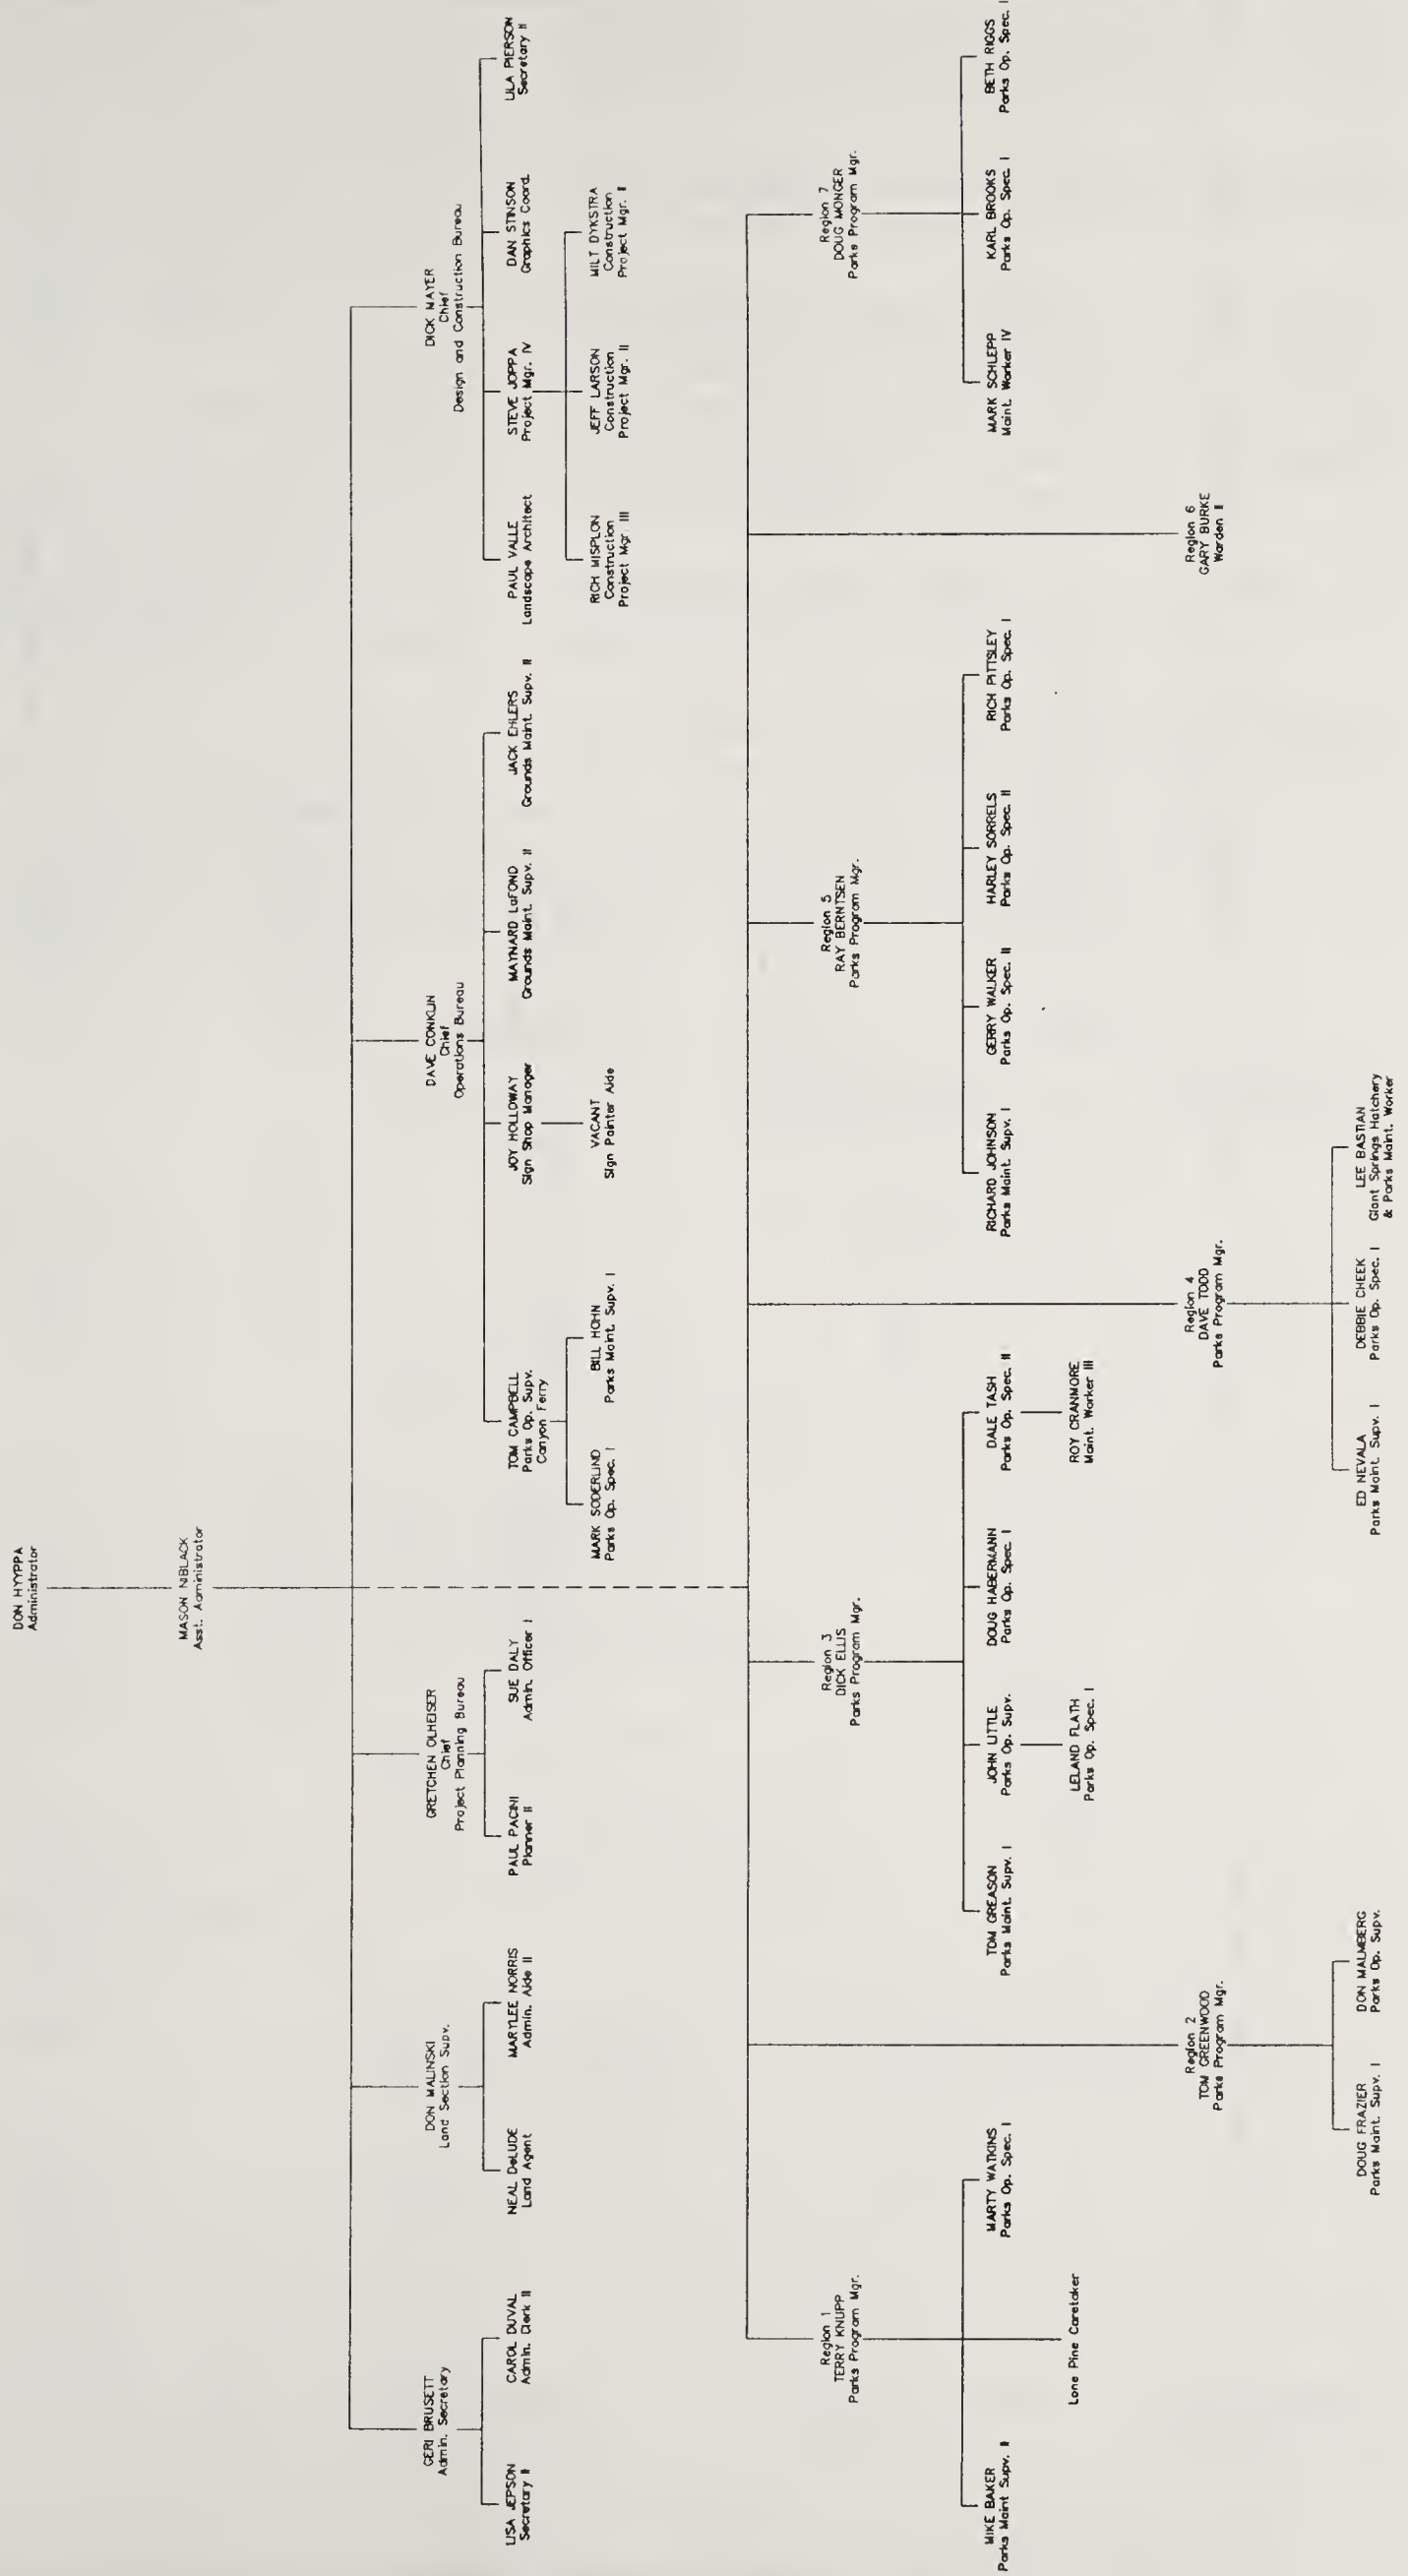 DON HYYPPA
Administrator
MASON NIBLACK
Asst. Administrator
GERI BRUSETT
Admin. Secretary
LISA JEPSON
Secretary II
CAROL DUVAL
Admin. Clerk II
DON MALINSKI
Land Section Supv.
NEAL DeLUDE
Land Agent
MARYLEE NORRIS
Admin. Aide II
GRETCHEN OLHEISER
Chief
Project Planning Bureau
PAUL PACINI
Planner II
SUE DALY
Admin. Officer I
DAVE CONKLIN
Chief
Operations Bureau
TOM CAMPBELL
Parks Op. Supv.
Canyon Ferry
MARK SODERLIND
Parks Op. Spec. I
BILL HOHN
Parks Maint. Supv. I
JOY HOLLOWAY
Sign Shop Manager
VACANT
Sign Painter Aide
MAYNARD LaFOND
Grounds Maint. Supv. II
JACK EHLERS
Grounds Maint. Supv. II
DICK MAYER
Chief
Design and Construction Bureau
PAUL VALLE
Landscape Architect
STEVE JOPPA
Project Mgr. IV
RICH MISPLON
Construction
Project Mgr. III
JEFF LARSON
Construction
Project Mgr. II
MILT DYKSTRA
Construction
Project Mgr. II
DAN STINSON
Graphics Coord.
LILA PIERSON
Secretary II
Region 1
TERRY KNUPP
Parks Program Mgr.
MIKE BAKER
Parks Maint Supv. II
Lone Pine Caretaker
MARTY WATKINS
Parks Op. Spec. I
Region 2
TOM GREENWOOD
Parks Program Mgr.
DOUG FRAZIER
Parks Maint. Supv. I
DON MALMBERG
Parks Op. Supv.
Region 3
DICK ELLIS
Parks Program Mgr.
TOM GREASON
Parks Maint. Supv. I
JOHN LITTLE
Parks Op. Supv.
LELAND FLATH
Parks Op. Spec. I
DOUG HABERMANN
Parks Op. Spec. I
DALE TASH
Parks Op. Spec. II
ROY CRANMORE
Maint. Worker III
Region 4
DAVE TODD
Parks Program Mgr.
ED NEVALA
Parks Maint. Supv. I
DEBBIE CHEEK
Parks Op. Spec. I
LEE BASTIAN
Giant Springs Hatchery
& Parks Maint. Worker
Region 5
RAY BERNTSEN
Parks Program Mgr.
RICHARD JOHNSON
Parks Maint. Supv. I
GERRY WALKER
Parks Op. Spec. II
HARLEY SORRELS
Parks Op. Spec. II
RICH PITTSLEY
Parks Op. Spec. I
Region 6
GARY BURKE
Warden II
Region 7
DOUG MONGER
Parks Program Mgr.
MARK SCHLEPP
Maint. Worker IV
KARL BROOKS
Parks Op. Spec. I
BETH RIGGS
Parks Op. Spec. I